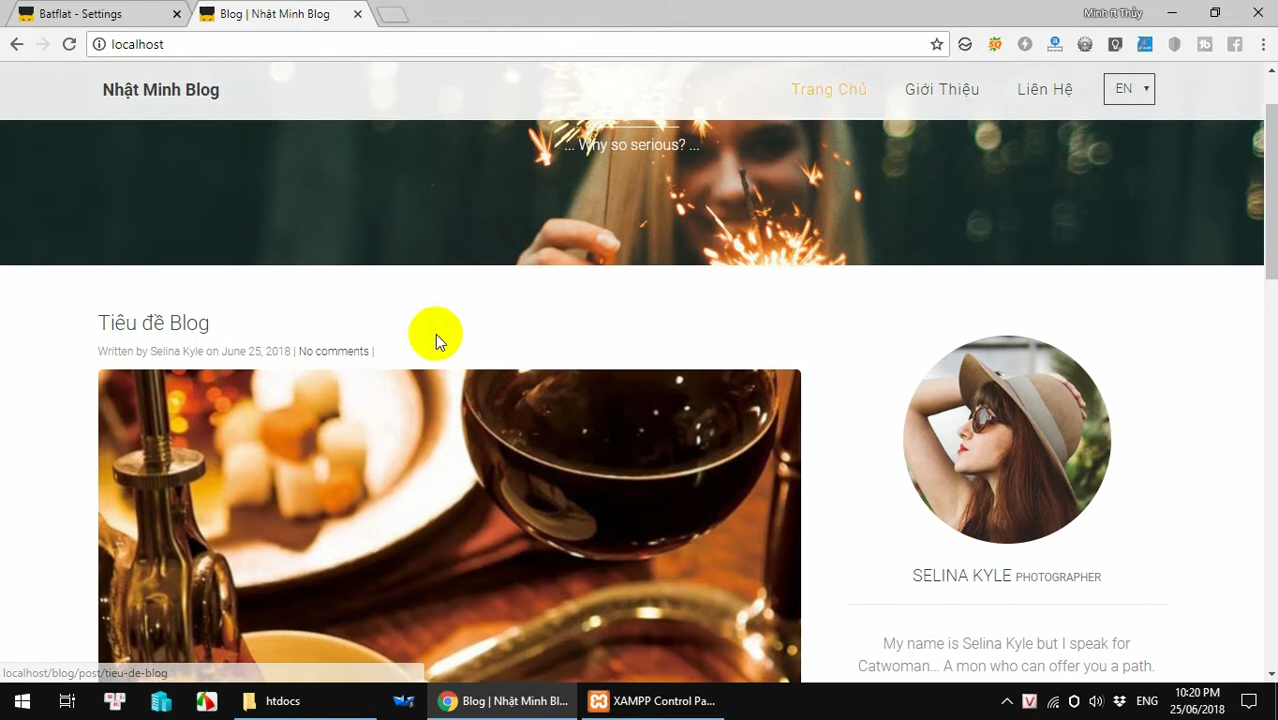 Batflat - Settings
Blog | Nhật Minh Blog
Minh ft Thủy
localhost
Nhật Minh Blog
Trang Chủ
Giới Thiệu
Liên Hệ
EN
... Why so serious? ...
Tiêu đề Blog
Written by Selina Kyle on June 25, 2018 | No comments |
SELINA KYLE PHOTOGRAPHER
My name is Selina Kyle but I speak for
Catwoman... A mon who can offer you a path.
localhost/blog/post/tieu-de-blog
htdocs
Blog | Nhật Minh Bl...
XAMPP Control Pa...
ENG
10:20 PM
25/06/2018